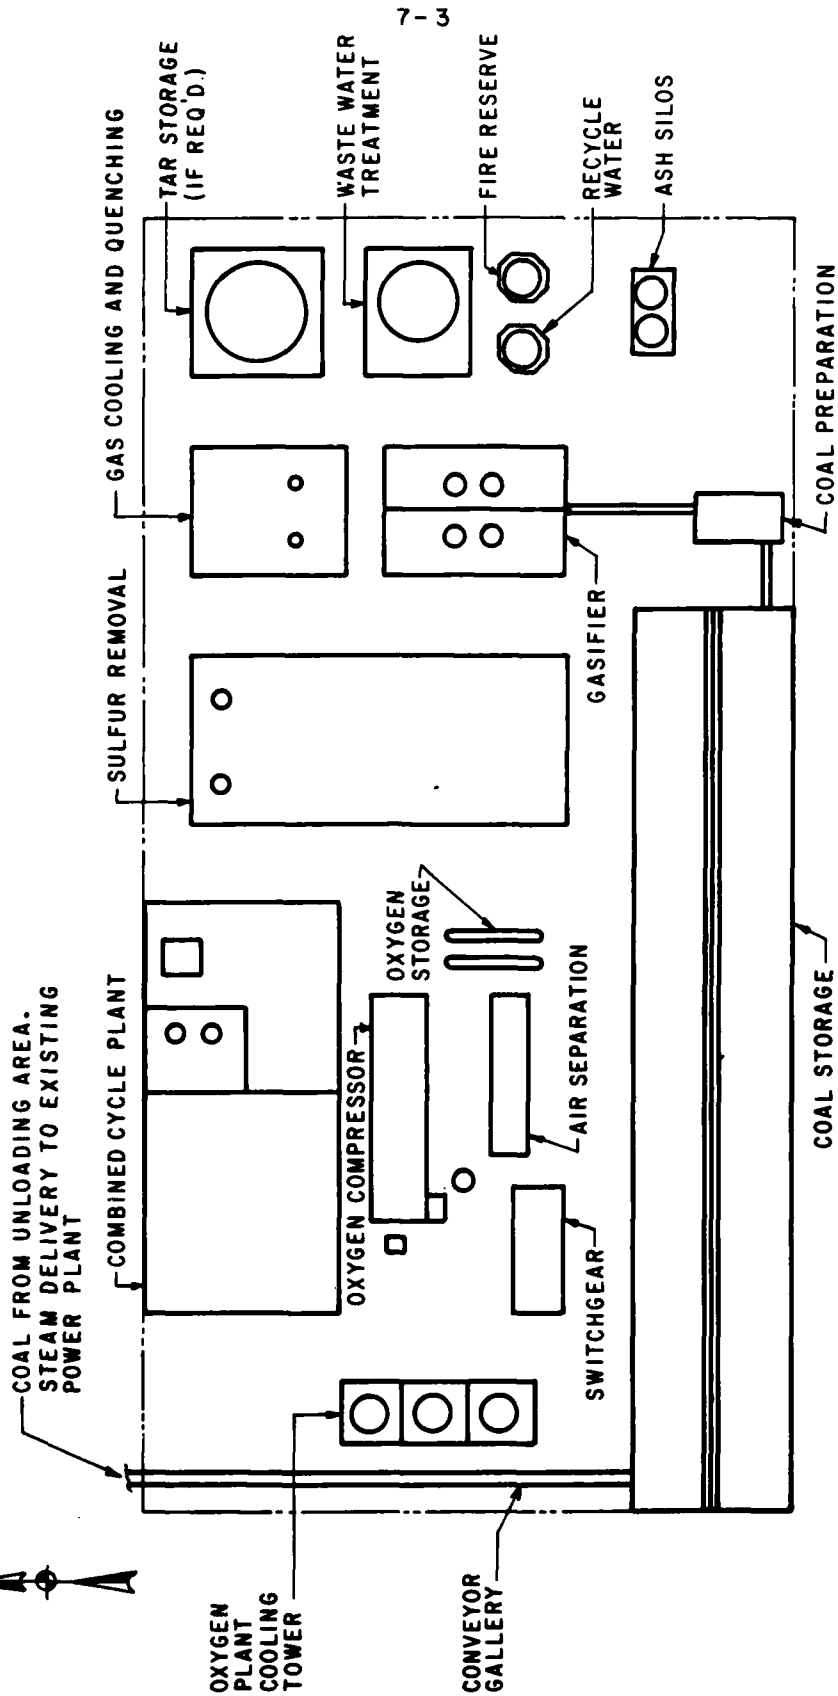 7-3
COAL FROM UNLOADING AREA.
STEAM DELIVERY TO EXISTING
POWER PLANT
COMBINED CYCLE PLANT
SULFUR REMOVAL
GAS COOLING AND QUENCHING
TAR STORAGE
(IF REQ'D.)
WASTE WATER
TREATMENT
FIRE RESERVE
RECYCLE
WATER
ASH SILOS
OXYGEN
PLANT
COOLING
TOWER
OXYGEN COMPRESSOR
OXYGEN
STORAGE
AIR SEPARATION
SWITCHGEAR
GASIFIER
CONVEYOR
GALLERY
COAL STORAGE
COAL PREPARATION